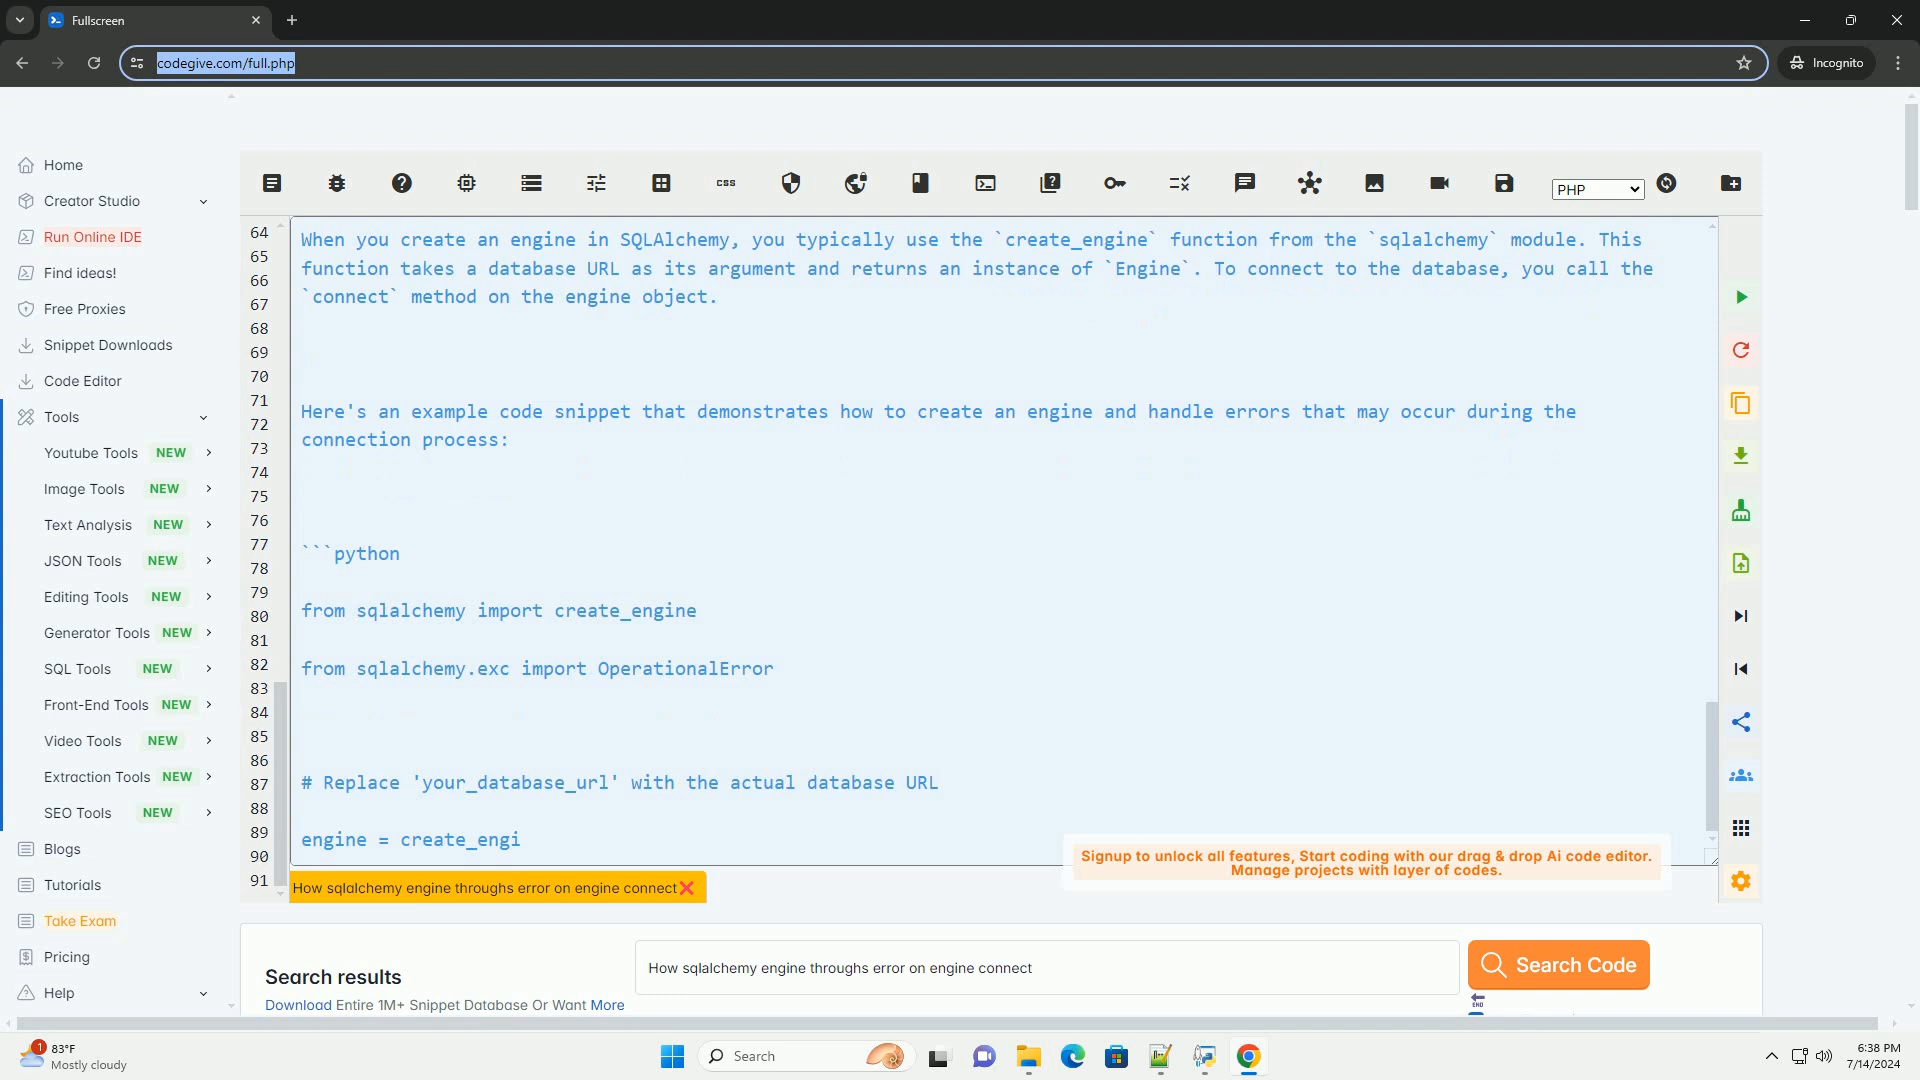 Fullscreen
codegive.com/full.php
Incognito
Home
Creator Studio
Run Online IDE
Find ideas!
Free Proxies
Snippet Downloads
Code Editor
Tools
Youtube Tools NEW
Image Tools NEW
Text Analysis NEW
JSON Tools NEW
Editing Tools NEW
Generator Tools NEW
SQL Tools NEW
Front-End Tools NEW
Video Tools NEW
Extraction Tools NEW
SEO Tools NEW
Blogs
Tutorials
Take Exam
Pricing
Help
css
PHP
64
65
66
67
68
69
70
71
72
73
74
75
76
77
78
79
80
81
82
83
84
85
86
87
88
89
90
91
When you create an engine in SQLAlchemy, you typically use the `create_engine` function from the `sqlalchemy` module. This
function takes a database URL as its argument and returns an instance of `Engine`. To connect to the database, you call the
`connect` method on the engine object.
Here's an example code snippet that demonstrates how to create an engine and handle errors that may occur during the
connection process:
```python
from sqlalchemy import create_engine
from sqlalchemy.exc import OperationalError
# Replace 'your_database_url' with the actual database URL
engine = create_engi
Signup to unlock all features, Start coding with our drag & drop Ai code editor.
Manage projects with layer of codes.
How sqlalchemy engine throughs error on engine connect❌
Search results
Download Entire 1M+ Snippet Database Or Want More
How sqlalchemy engine throughs error on engine connect
Search Code
END
1
83°F
Mostly cloudy
Search
6:38 PM
7/14/2024